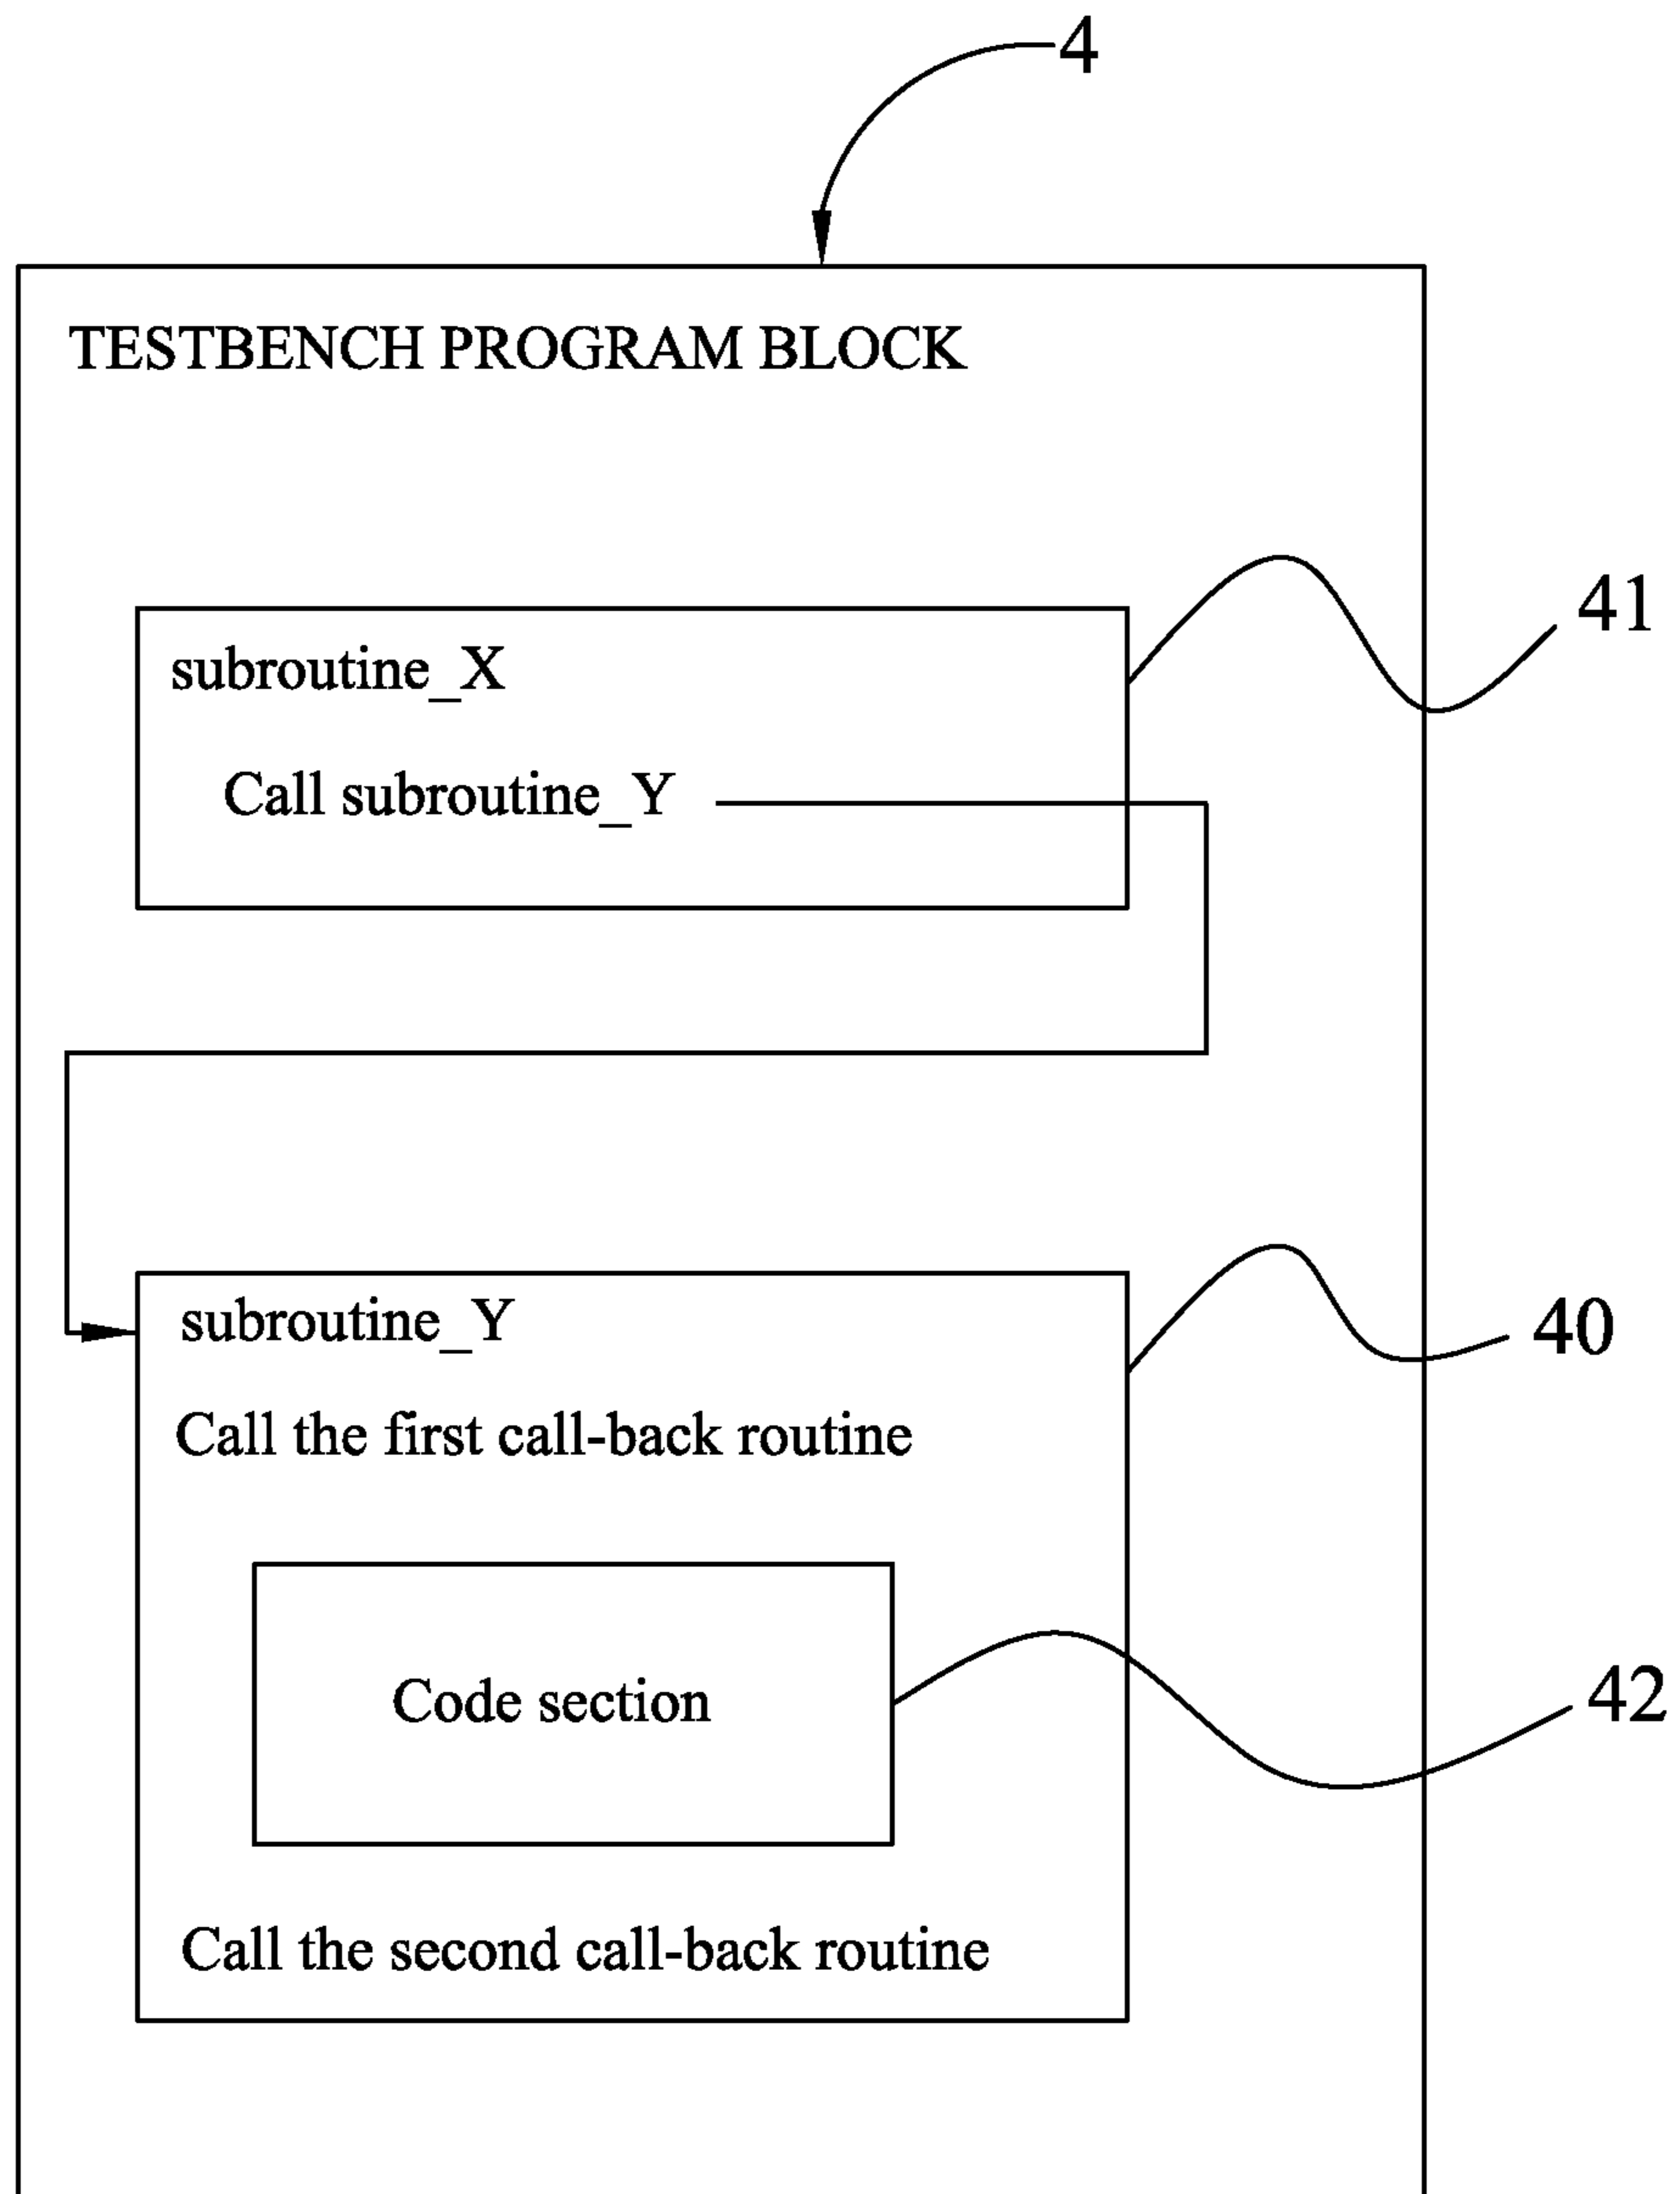 4
TESTBENCH PROGRAM BLOCK
41
subroutine_X
Call subroutine_Y
40
subroutine_Y
Call the first call-back routine
42
Code section
Call the second call-back routine